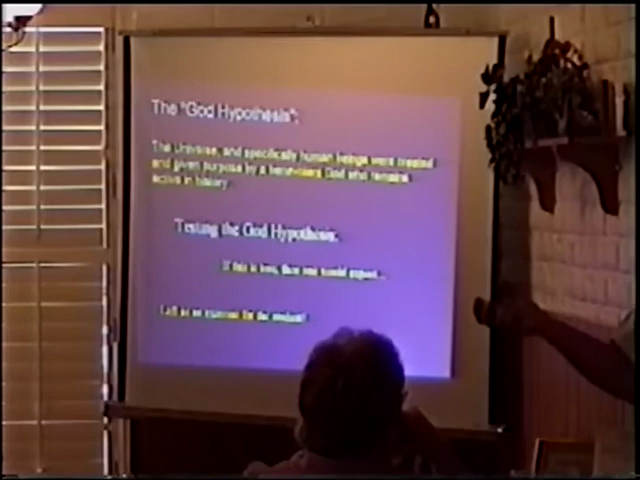 The "God Hypothesis":
The Universe, and specifically human beings were created
and given purpose by a benevolent God who remains
active in history.
Testing the God Hypothesis:
If this is true, then one would expect...
Left as an exercise for the student!